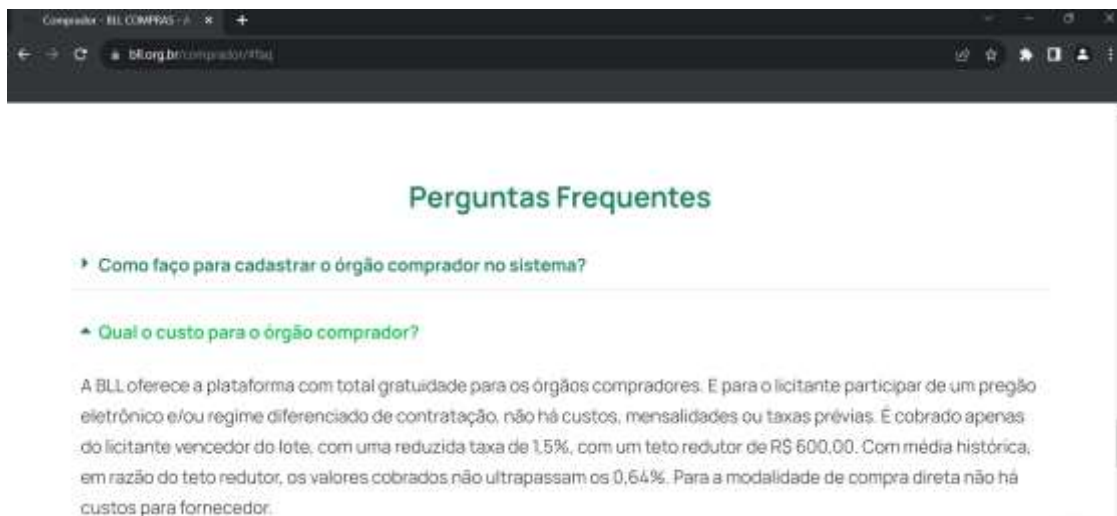 Comprador - BLL COMPRAS - A
bll.org.br/comprador/#faq
Perguntas Frequentes
Como faço para cadastrar o órgão comprador no sistema?
Qual o custo para o órgão comprador?
A BLL oferece a plataforma com total gratuidade para os órgãos compradores. E para o licitante participar de um pregão
eletrônico e/ou regime diferenciado de contratação, não há custos, mensalidades ou taxas prévias. É cobrado apenas
do licitante vencedor do lote, com uma reduzida taxa de 1,5%, com um teto redutor de R$ 600,00. Com média histórica,
em razão do teto redutor, os valores cobrados não ultrapassam os 0,64%. Para a modalidade de compra direta não há
custos para fornecedor.